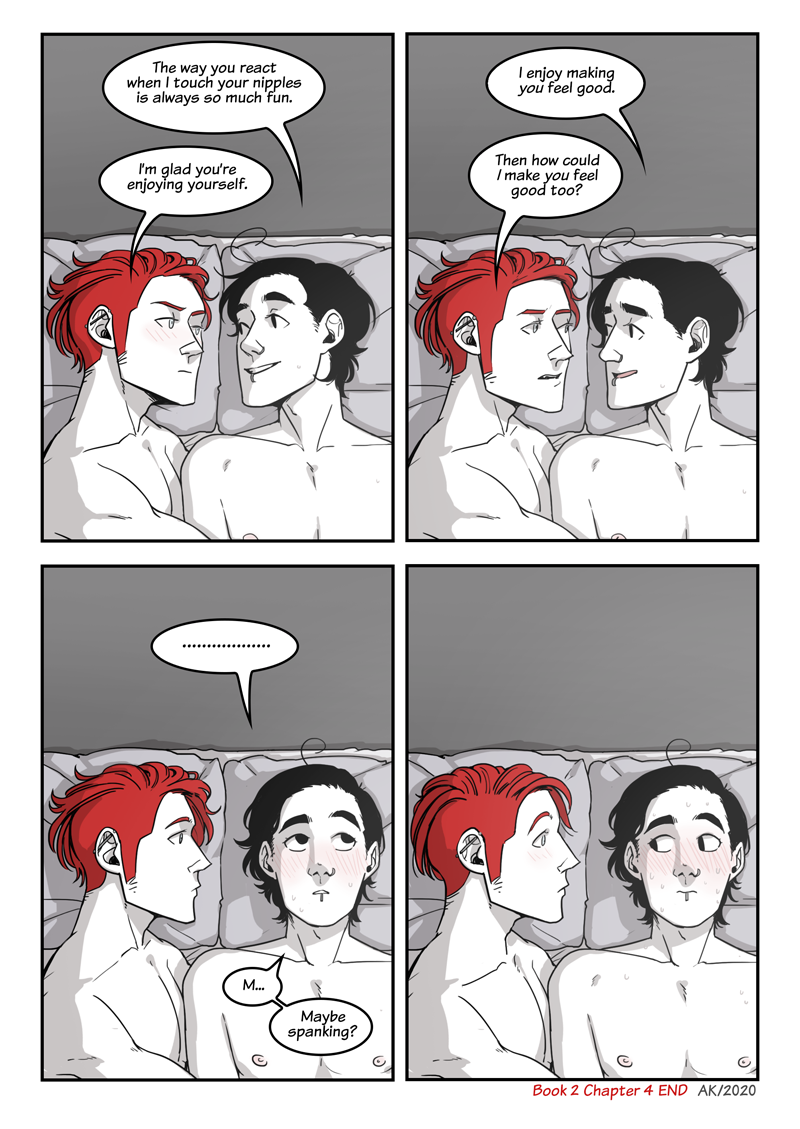 The way you react
when I touch your nipples
is always so much fun.
I'm glad you're
enjoying yourself.
I enjoy making
you feel good.
Then how could
I make you feel
good too?
...................
M...
Maybe
spanking?
Book 2 Chapter 4 END AK/2020